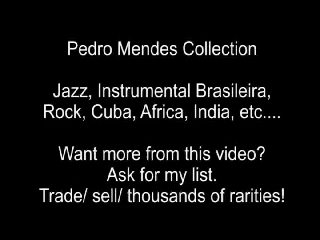 Pedro Mendes Collection
Jazz, Instrumental Brasileira,
Rock, Cuba, Africa, India, etc....
Want more from this video?
Ask for my list.
Trade/ sell/ thousands of rarities!